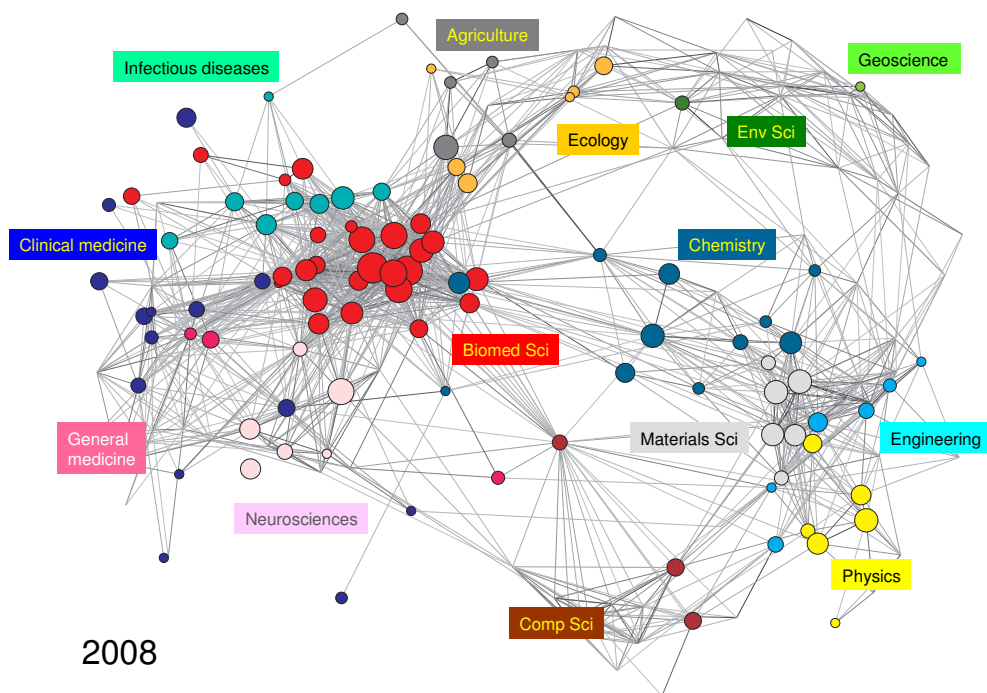 Agriculture
Infectious diseases
Geoscience
Env Sci
Ecology
Clinical medicine
Chemistry
Biomed Sci
General
medicine
Materials Sci
Engineering
Neurosciences
Physics
Comp Sci
2008